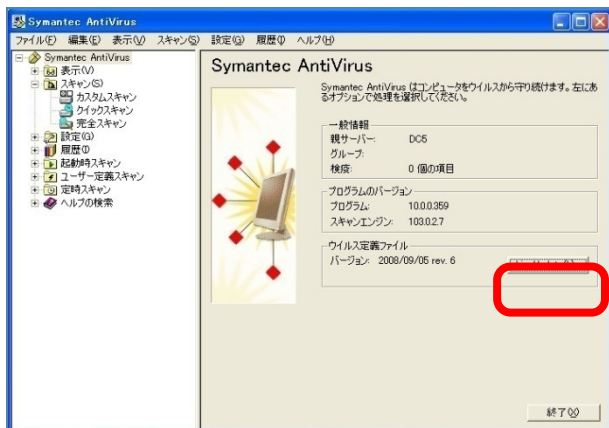 Symantec AntiVirus
ファイル(F) 編集(E) 表示(V) スキャン(S) 設定(G) 履歴(I) ヘルプ(H)
Symantec AntiVirus
表示(V)
スキャン(S)
カスタムスキャン
クイックスキャン
完全スキャン
設定(G)
履歴(I)
起動時スキャン
ユーザー定義スキャン
定時スキャン
ヘルプの検索
Symantec AntiVirus
Symantec AntiVirus はコンピュータをウイルスから守り続けます。左にあ
るオプションで処理を選択してください。
一般情報
親サーバー: DC5
グループ:
検疫: 0 個の項目
プログラムのバージョン
プログラム: 10.0.0.359
スキャンエンジン: 103.0.2.7
ウイルス定義ファイル
バージョン: 2008/09/05 rev. 6
終了(X)